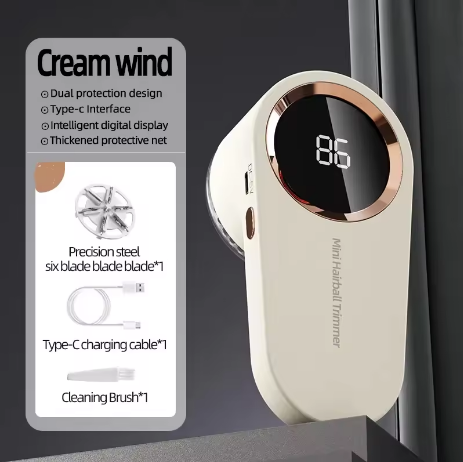 Cream wind
Dual protection design
Type-c Interface
Intelligent digital display
Thickened protective net
86
Mini Hairball Trimmer
Precision steel
six blade blade blade*1
Type-C charging cable*1
Cleaning Brush*1